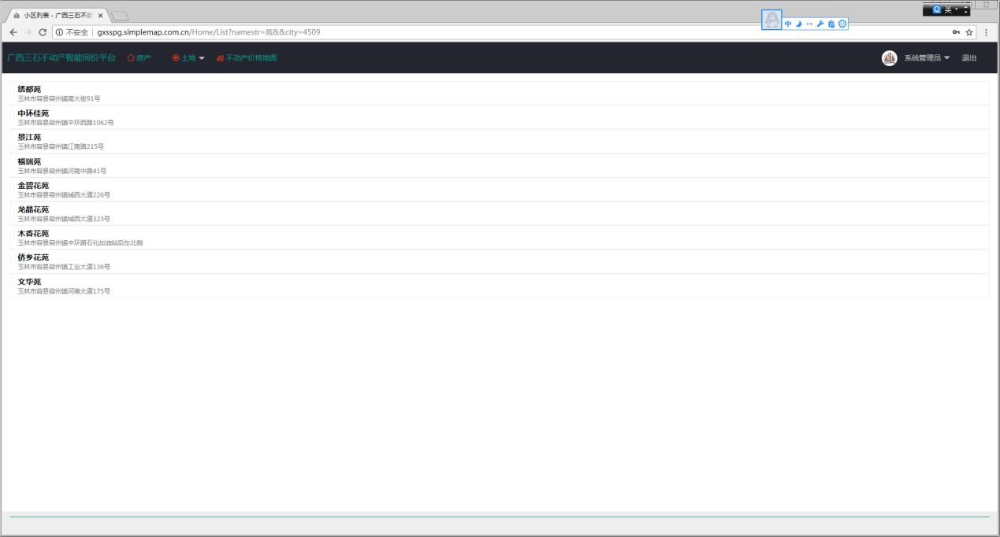 小区列表 - 广西三石不动
英
中
不安全 gxsspg.simplemap.com.cn/Home/List?namestr=苑&&city=4509
广西三石不动产智能询价平台 房产 土地 不动产价格地图 系统管理员 退出
绣都苑
玉林市容县容州镇南大街91号
中环佳苑
玉林市容县容州镇中环西路1062号
景江苑
玉林市容县容州镇江南路215号
福瑞苑
玉林市容县容州镇河南中路41号
金碧花苑
玉林市容县容州镇城西大道226号
龙晶花苑
玉林市容县容州镇城西大道323号
木香花苑
玉林市容县容州镇中环路石化加油站后东北侧
侨乡花苑
玉林市容县容州镇工业大道136号
文华苑
玉林市容县容州镇河南大道175号